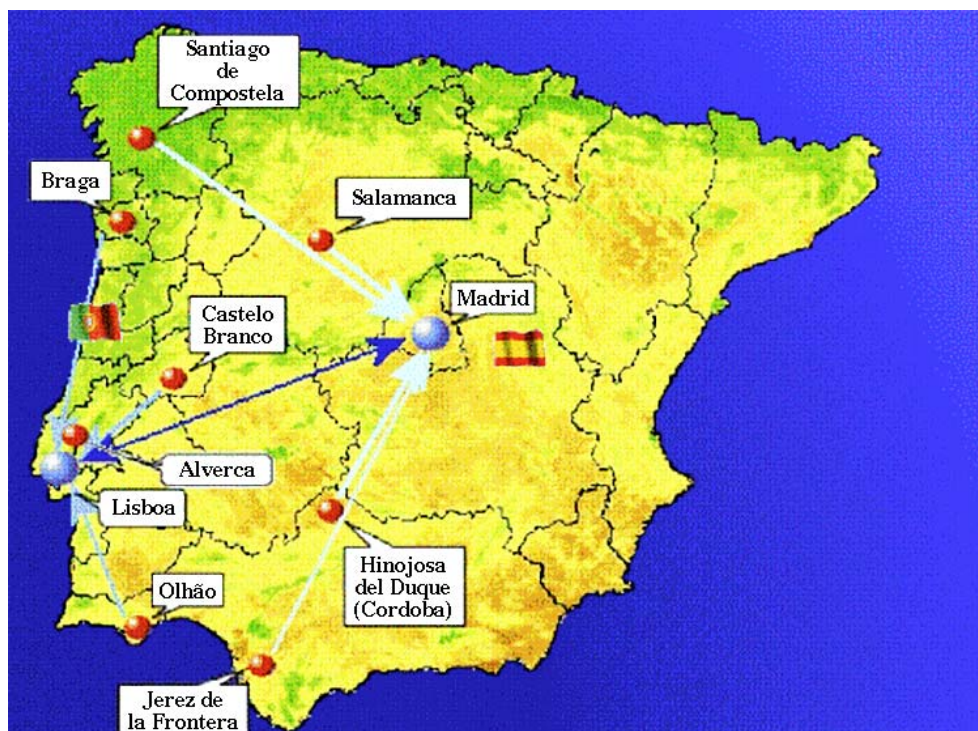 Santiago
de
Compostela
Braga
Salamanca
Madrid
Castelo
Branco
Alverca
Lisboa
Hinojosa
del Duque
(Cordoba)
Olhão
Jerez de
la Frontera